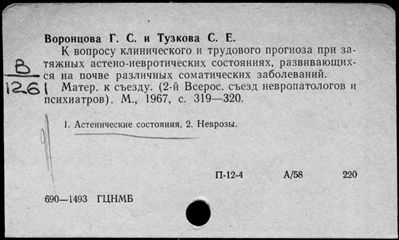 Воронцова Г. С. и Тузкова С. Е.
К вопросу клинического и трудового прогноза при за-
тяжных астено-невротических состояниях, развивающих-
ся на почве различных соматических заболеваний.
В
1261
Матер. к съезду. (2-й Всерос. съезд невропатологов и
психиатров). М., 1967, с. 319—320.
1. Астенические состояния. 2. Неврозы.
П-12-4 А/58 220
690—1493 ГЦНМБ